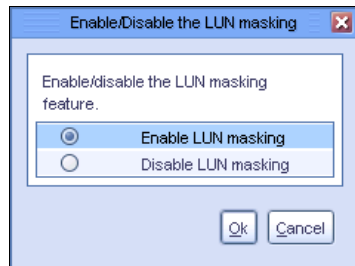 Enable/Disable the LUN masking
Enable/disable the LUN masking
feature.
Enable LUN masking
Disable LUN masking
Ok
Cancel